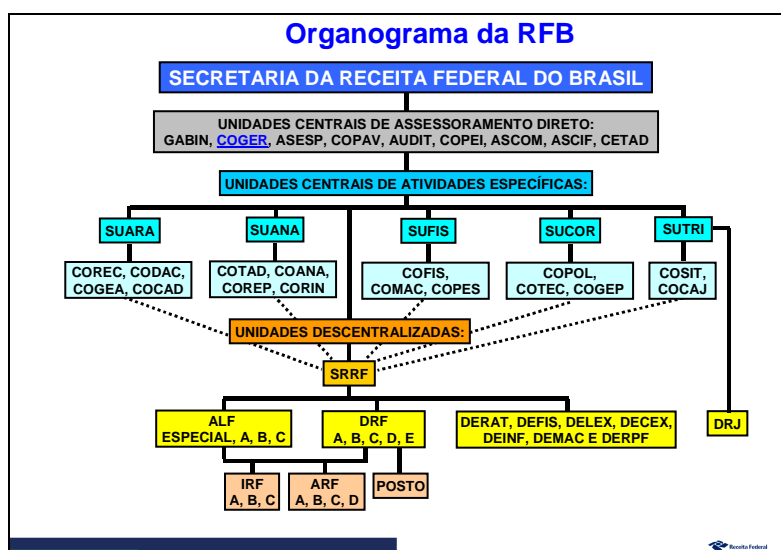 Organograma da RFB
SECRETARIA DA RECEITA FEDERAL DO BRASIL
UNIDADES CENTRAIS DE ASSESSORAMENTO DIRETO:
GABIN, COGER, ASESP, COPAV, AUDIT, COPEI, ASCOM, ASCIF, CETAD
UNIDADES CENTRAIS DE ATIVIDADES ESPECÍFICAS:
SUARA
SUANA
SUFIS
SUCOR
SUTRI
COREC, CODAC,
COGEA, COCAD
COTAD, COANA,
COREP, CORIN
COFIS,
COMAC, COPES
COPOL,
COTEC, COGEP
COSIT,
COCAJ
UNIDADES DESCENTRALIZADAS:
SRRF
ALF
ESPECIAL, A, B, C
DRF
A, B, C, D, E
DERAT, DEFIS, DELEX, DECEX,
DEINF, DEMAC E DERPF
DRJ
IRF
A, B, C
ARF
A, B, C, D
POSTO
Receita Federal